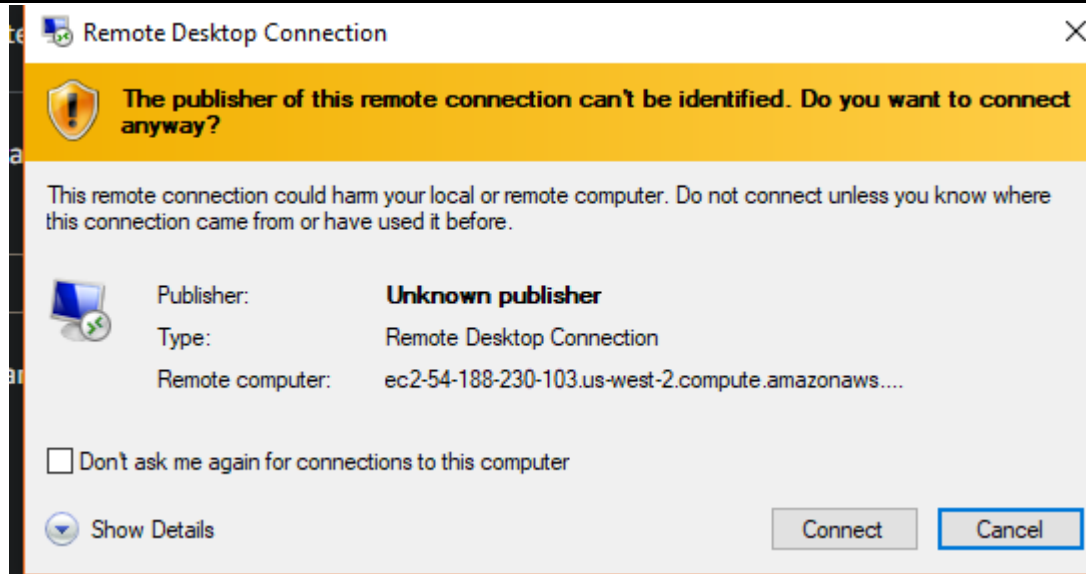 Remote Desktop Connection
The publisher of this remote connection can't be identified. Do you want to connect
anyway?
This remote connection could harm your local or remote computer. Do not connect unless you know where
this connection came from or have used it before.
Publisher: Unknown publisher
Type: Remote Desktop Connection
Remote computer: ec2-54-188-230-103.us-west-2.compute.amazonaws....
Don't ask me again for connections to this computer
Show Details Connect Cancel